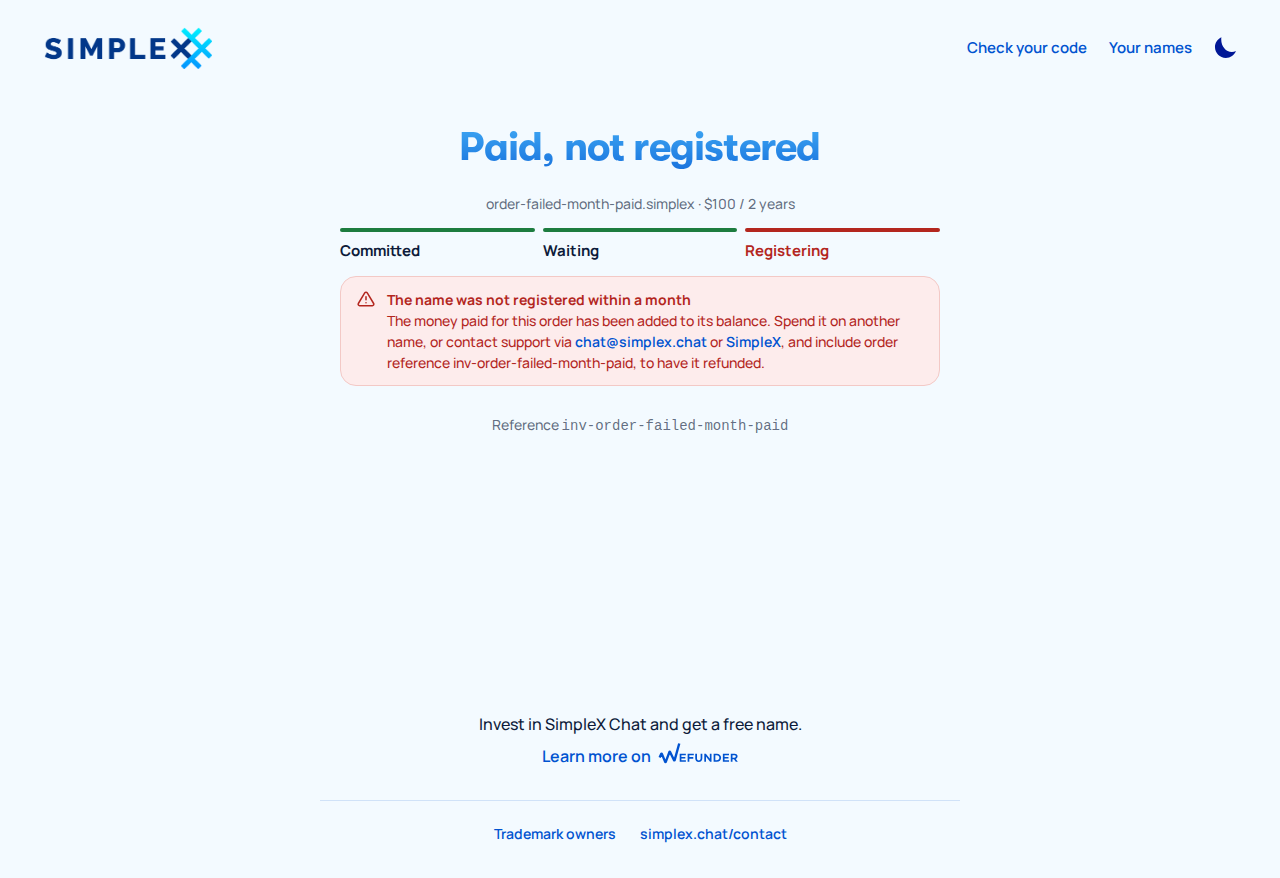 SIMPLEX
Check your code
Your names
Paid, not registered
order-failed-month-paid.simplex · $100 / 2 years
Committed
Waiting
Registering
The name was not registered within a month
The money paid for this order has been added to its balance. Spend it on another
name, or contact support via chat@simplex.chat or SimpleX, and include order
reference inv-order-failed-month-paid, to have it refunded.
Reference inv-order-failed-month-paid
Invest in SimpleX Chat and get a free name.
Learn more on WEFUNDER
Trademark owners
simplex.chat/contact